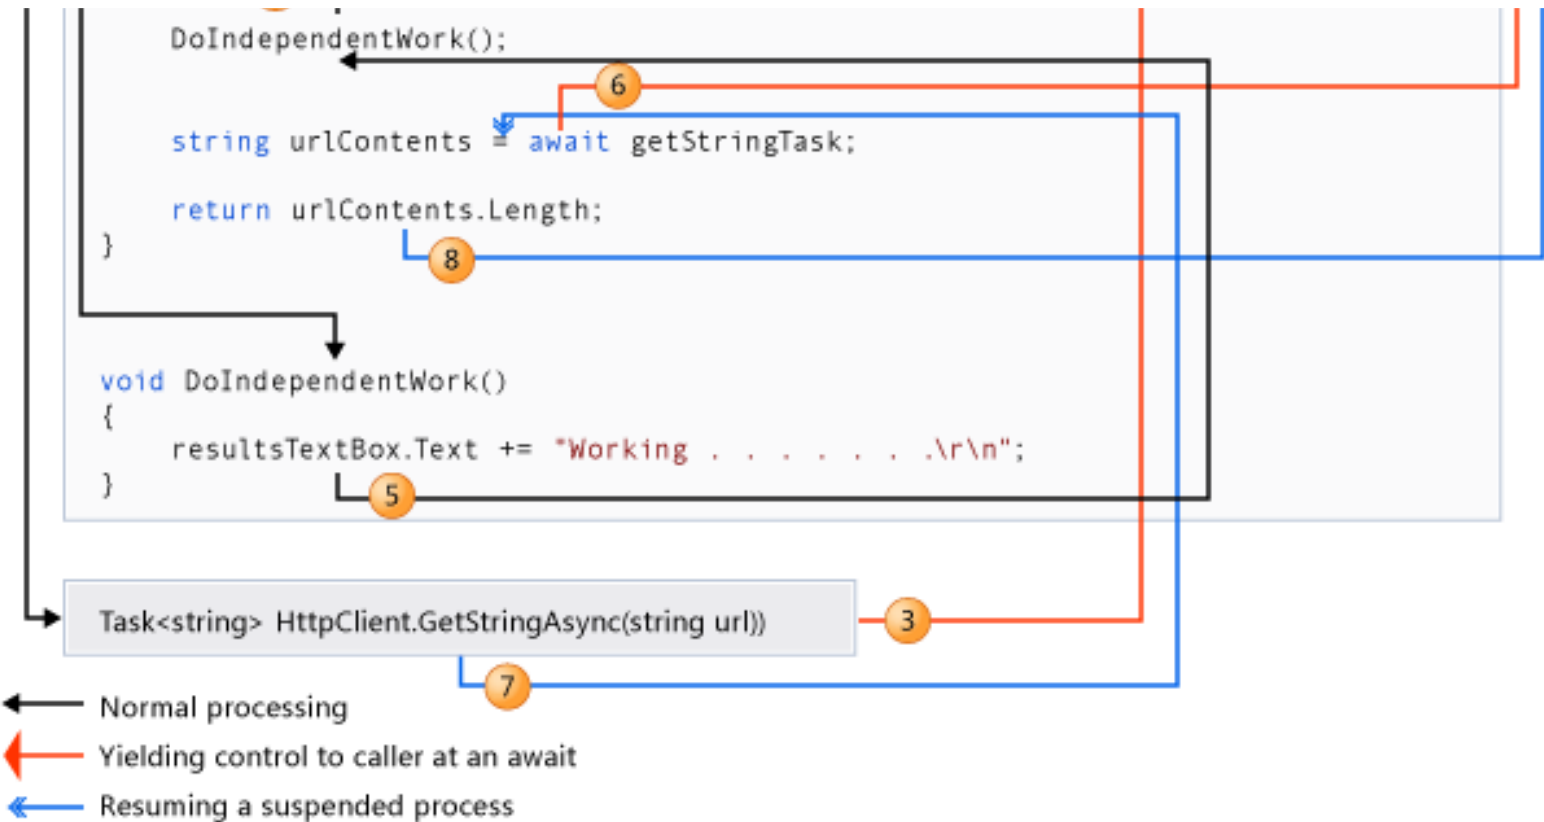 DoIndependentWork();
6
string urlContents = await getStringTask;
return urlContents.Length;
}
8
void DoIndependentWork()
{
resultsTextBox.Text += "Working . . . . . . .\r\n";
}
5
Task<string> HttpClient.GetStringAsync(string url))
3
7
Normal processing
Yielding control to caller at an await
Resuming a suspended process